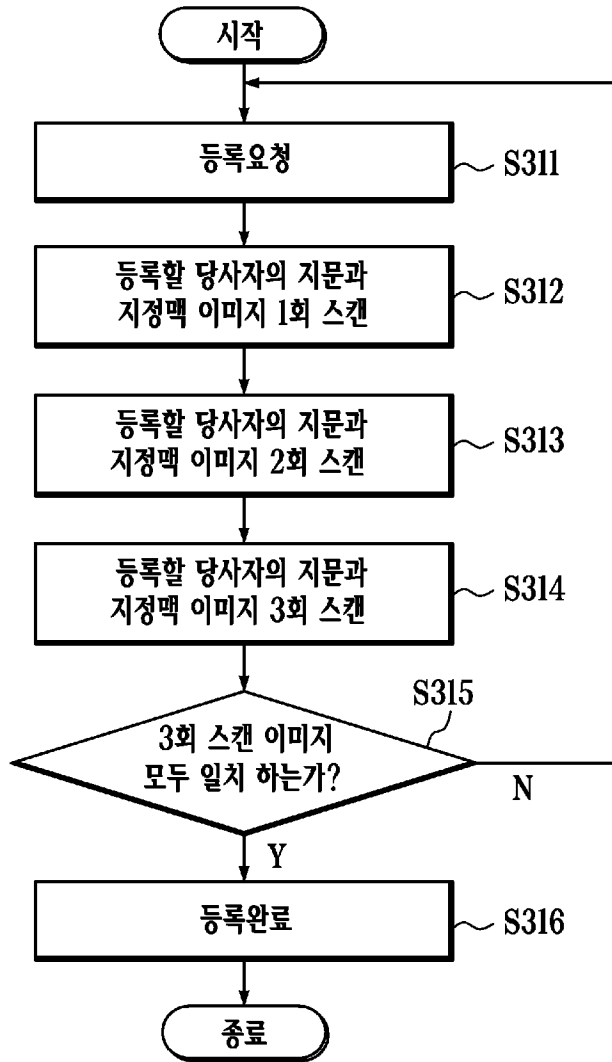 시작
등록요청
S311
등록할 당사자의 지문과
지정맥 이미지 1회 스캔
S312
등록할 당사자의 지문과
지정맥 이미지 2회 스캔
S313
등록할 당사자의 지문과
지정맥 이미지 3회 스캔
S314
S315
3회 스캔 이미지
모두 일치 하는가?
N
Y
등록완료
S316
종료